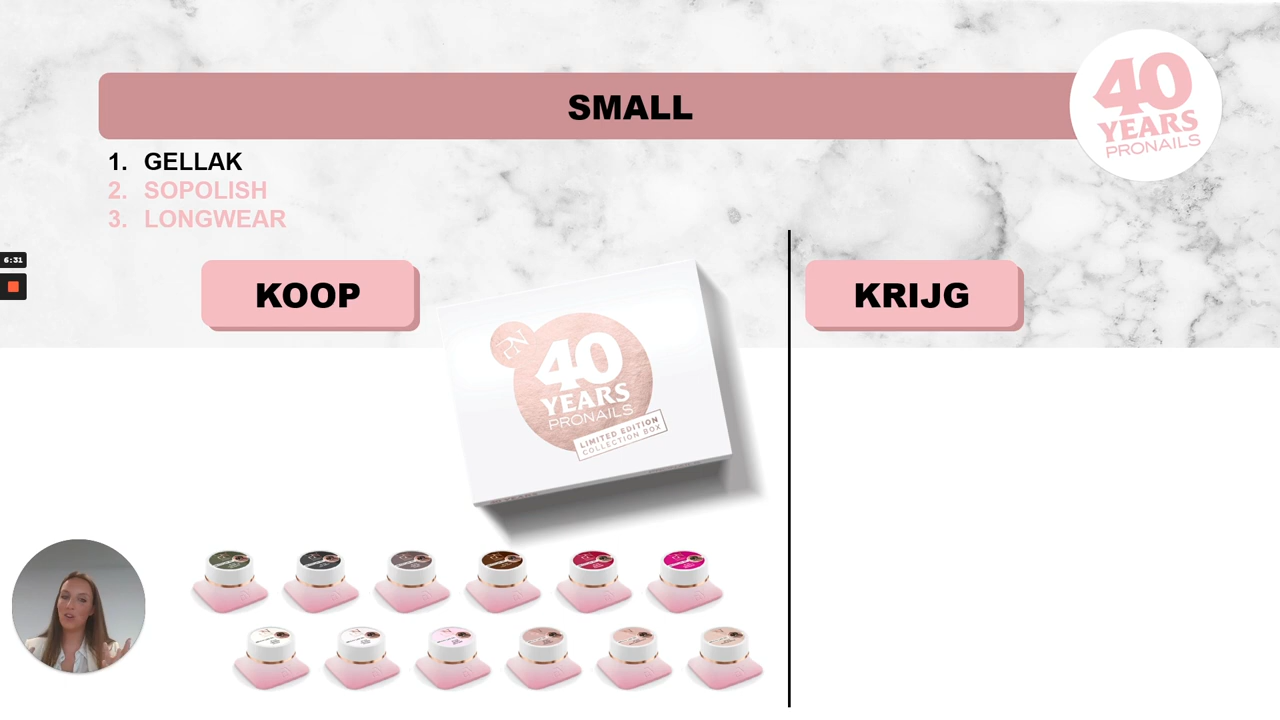 SMALL
40
YEARS
PRONAILS
1. GELLAK
2. SOPOLISH
3. LONGWEAR
6:31
KOOP
KRIJG
PN
40
YEARS
PRONAILS
LIMITED EDITION
COLLECTION BOX